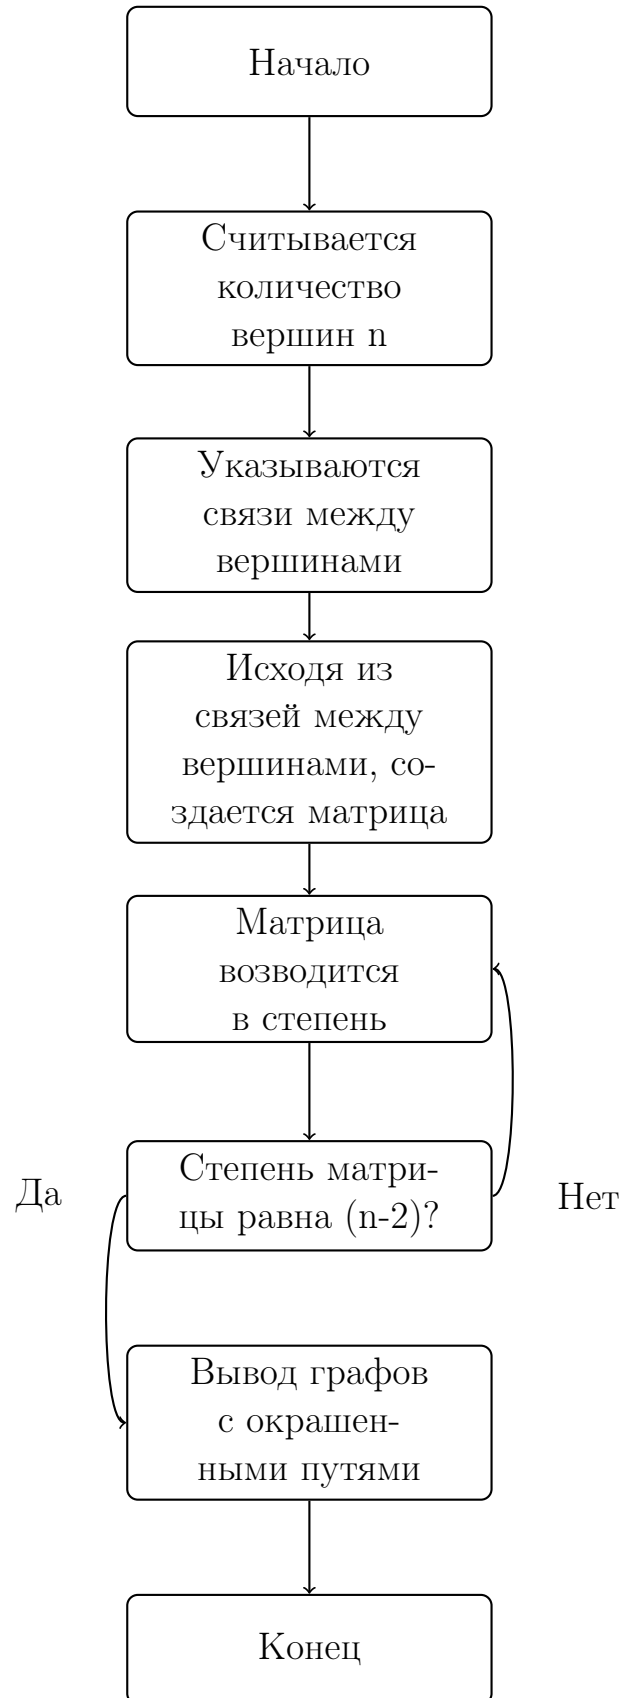 Начало
Считывается
количество
вершин n
Указываются
связи между
вершинами
Исходя из
связей между
вершинами, со-
здается матрица
Матрица
возводится
в степень
Степень матри-
цы равна (n-2)?
Да
Нет
Вывод графов
с окрашен-
ными путями
Конец